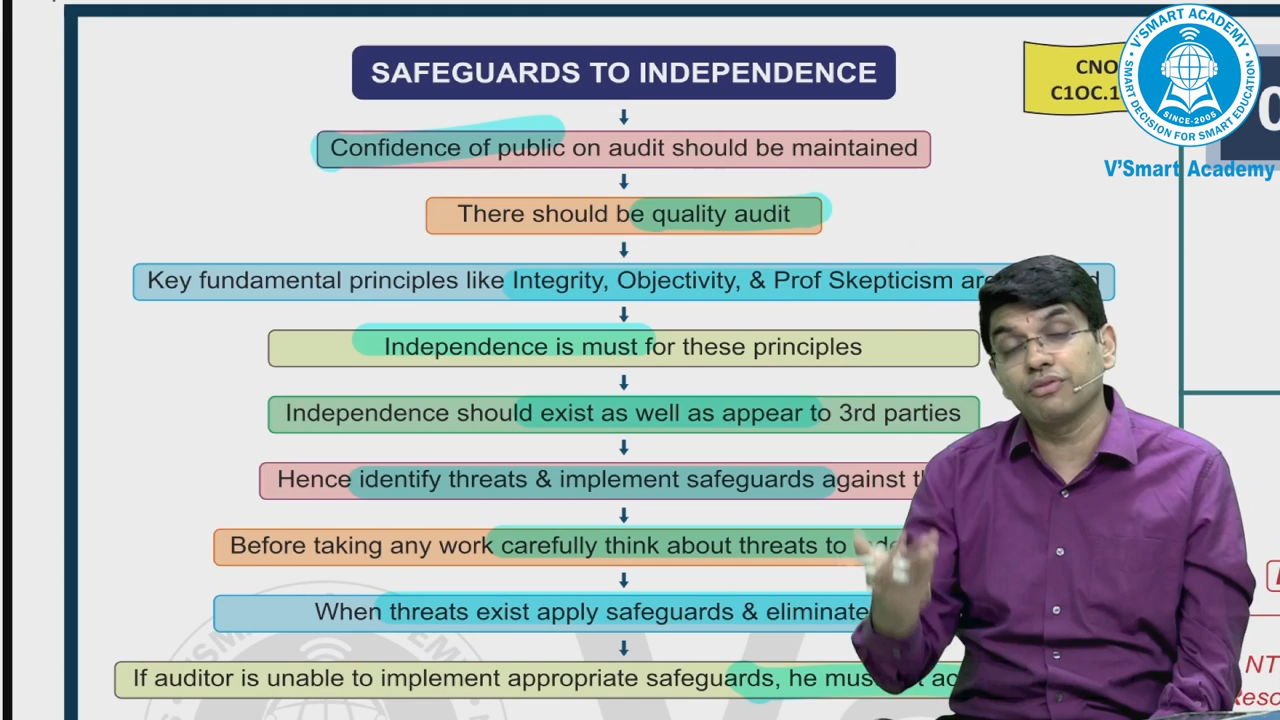 SAFEGUARDS TO INDEPENDENCE
CNO
C1OC.1
V'SMART ACADEMY
SMART DECISION FOR SMART EDUCATION
SINCE-2005
V'Smart Academy
Confidence of public on audit should be maintained
There should be quality audit
Key fundamental principles like Integrity, Objectivity, & Prof Skepticism
Independence is must for these principles
Independence should exist as well as appear to 3rd parties
Hence identify threats & implement safeguards against
Before taking any work carefully think about threats to
When threats exist apply safeguards & eliminate
If auditor is unable to implement appropriate safeguards, he
NT